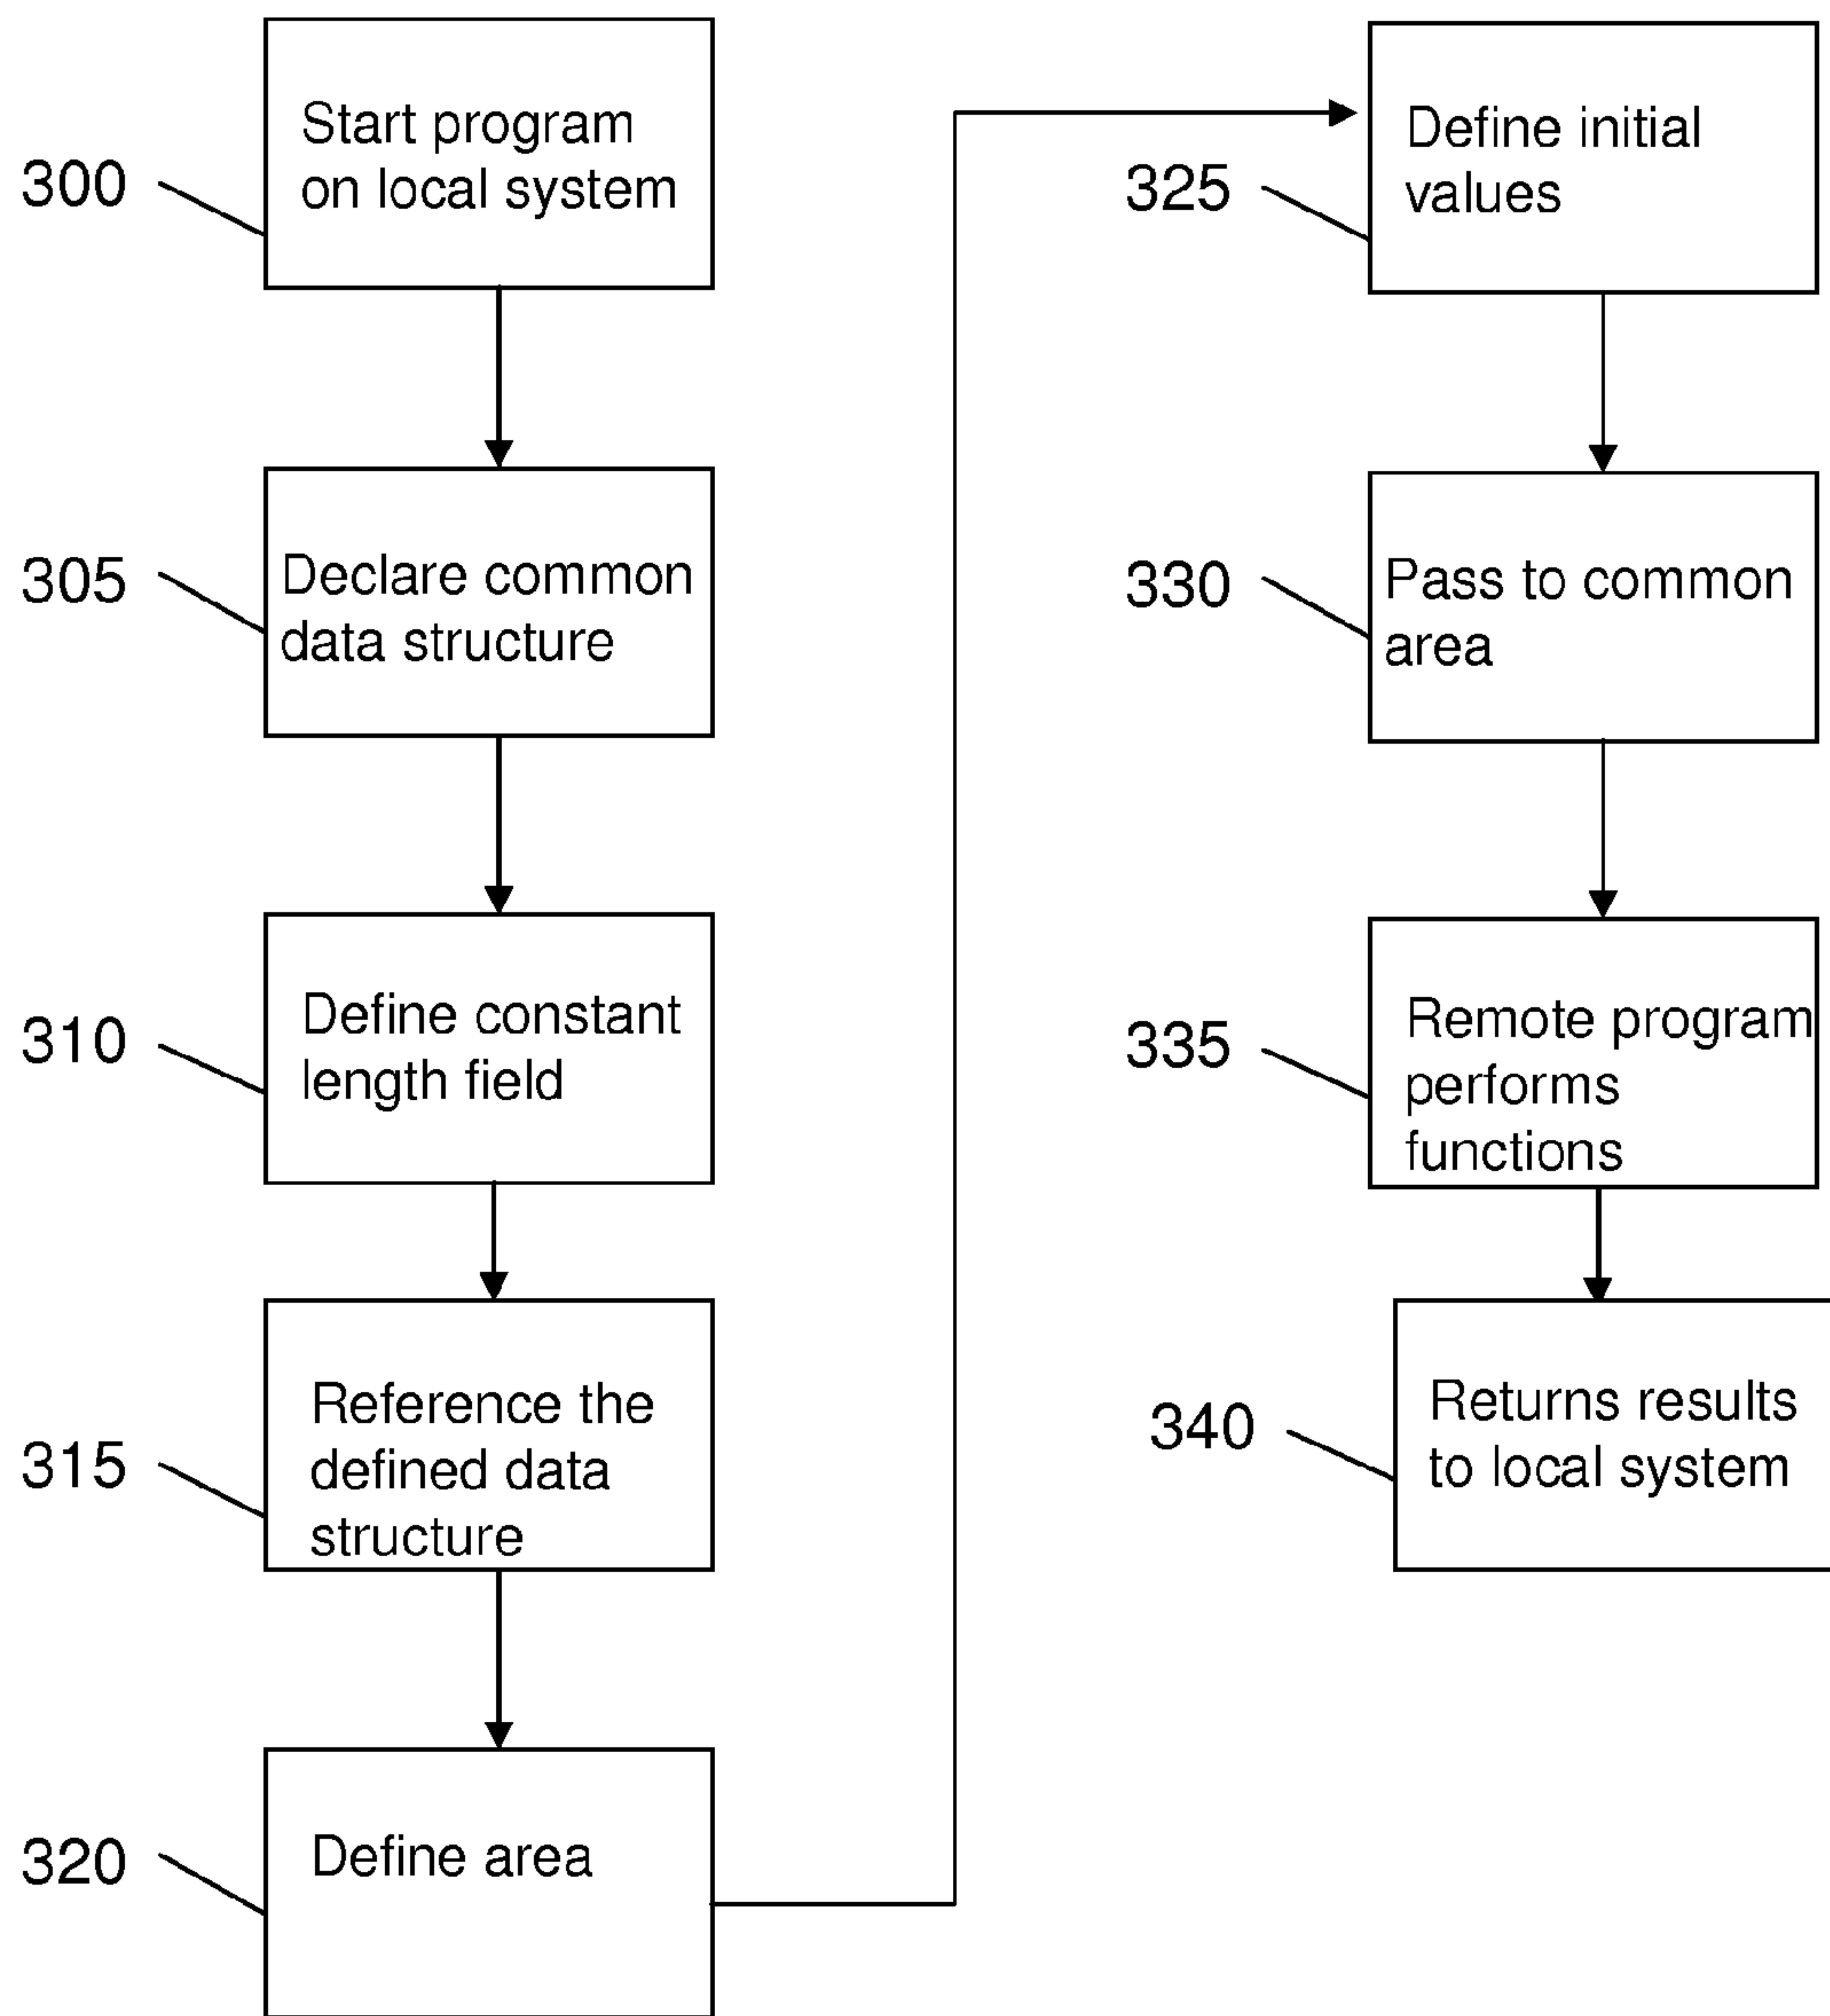 300
Start program
on local system
305
Declare common
data structure
310
Define constant
length field
315
Reference the
defined data
structure
320
Define area
325
Define initial
values
330
Pass to common
area
335
Remote program
performs
functions
340
Returns results
to local system